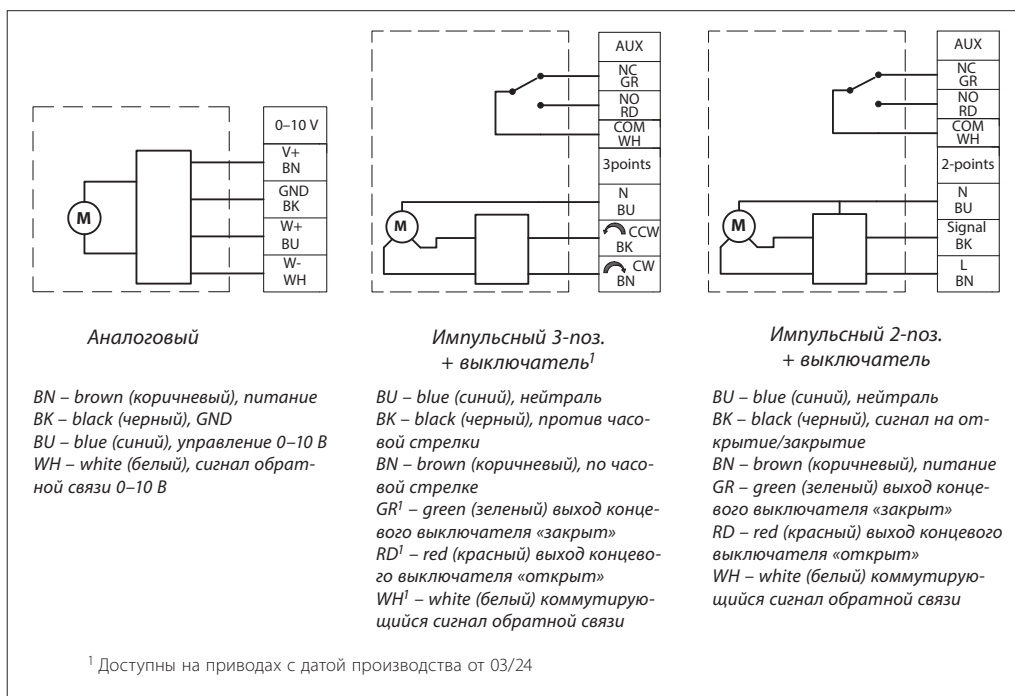 0–10 V
V+
BN
GND
BK
W+
BU
W-
WH
M
Аналоговый
BN – brown (коричневый), питание
BK – black (черный), GND
BU – blue (синий), управление 0–10 В
WH – white (белый), сигнал обрат-
ной связи 0–10 В
AUX
NC
GR
NO
RD
COM
WH
3points
N
BU
CCW
BK
CW
BN
M
Импульсный 3-поз.
+ выключатель¹
BU – blue (синий), нейтраль
BK – black (черный), против часо-
вой стрелки
BN – brown (коричневый), по часо-
вой стрелке
GR¹ – green (зеленый) выход конце-
вого выключателя «закрыт»
RD¹ – red (красный) выход концево-
го выключателя «открыт»
WH¹ – white (белый) коммутирую-
щийся сигнал обратной связи
AUX
NC
GR
NO
RD
COM
WH
2-points
N
BU
Signal
BK
L
BN
M
Импульсный 2-поз.
+ выключатель
BU – blue (синий), нейтраль
BK – black (черный), сигнал на от-
крытие/закрытие
BN – brown (коричневый), питание
GR – green (зеленый) выход конце-
вого выключателя «закрыт»
RD – red (красный) выход концевого
выключателя «открыт»
WH – white (белый) коммутирую-
щийся сигнал обратной связи
¹ Доступны на приводах с датой производства от 03/24